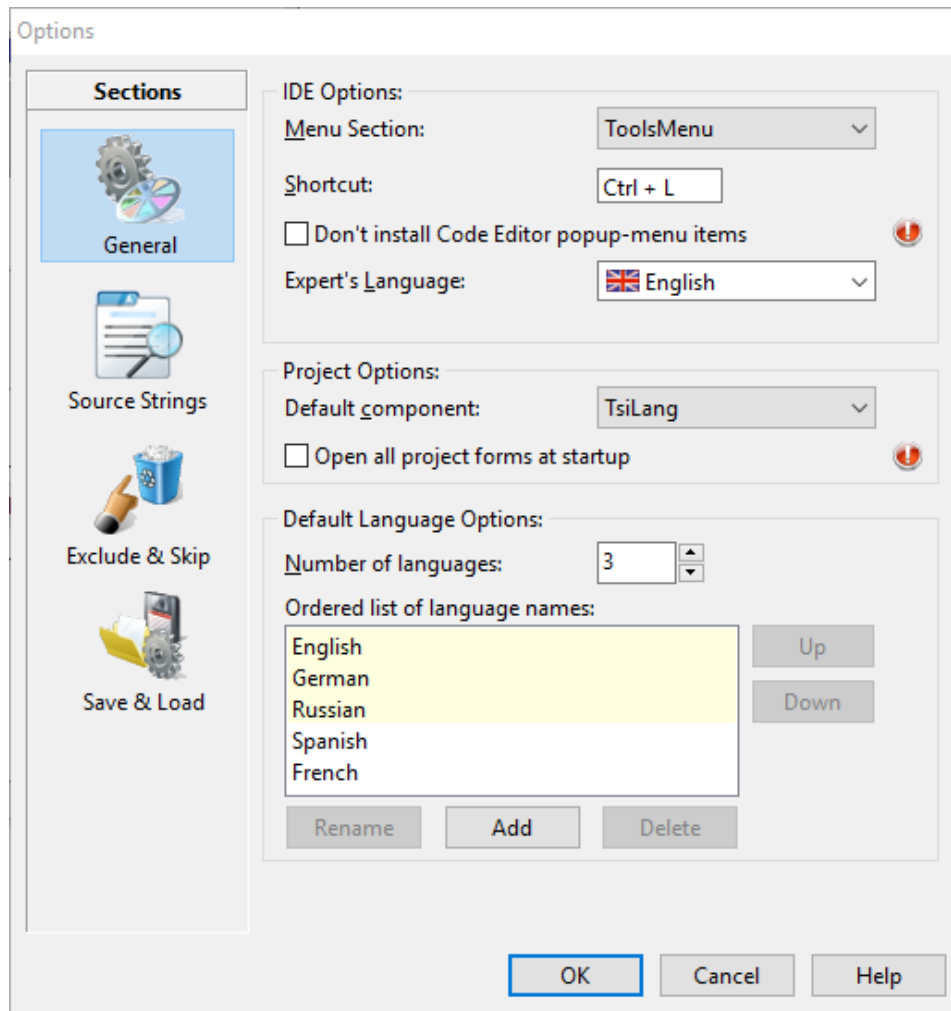 Options
Sections
General
Source Strings
Exclude & Skip
Save & Load
IDE Options:
Menu Section: ToolsMenu
Shortcut: Ctrl + L
Don't install Code Editor popup-menu items
Expert's Language: English
Project Options:
Default component: TsiLang
Open all project forms at startup
Default Language Options:
Number of languages: 3
Ordered list of language names:
English
German
Russian
Spanish
French
Up
Down
Rename Add Delete
OK Cancel Help